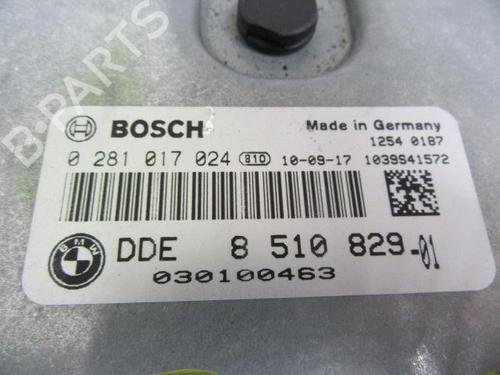 B-PARTS
BOSCH
Made in Germany
1254 0187
0 281 017 024 810 10-09-17 1039S41572
BMW
DDE 8 510 829-01
030100463